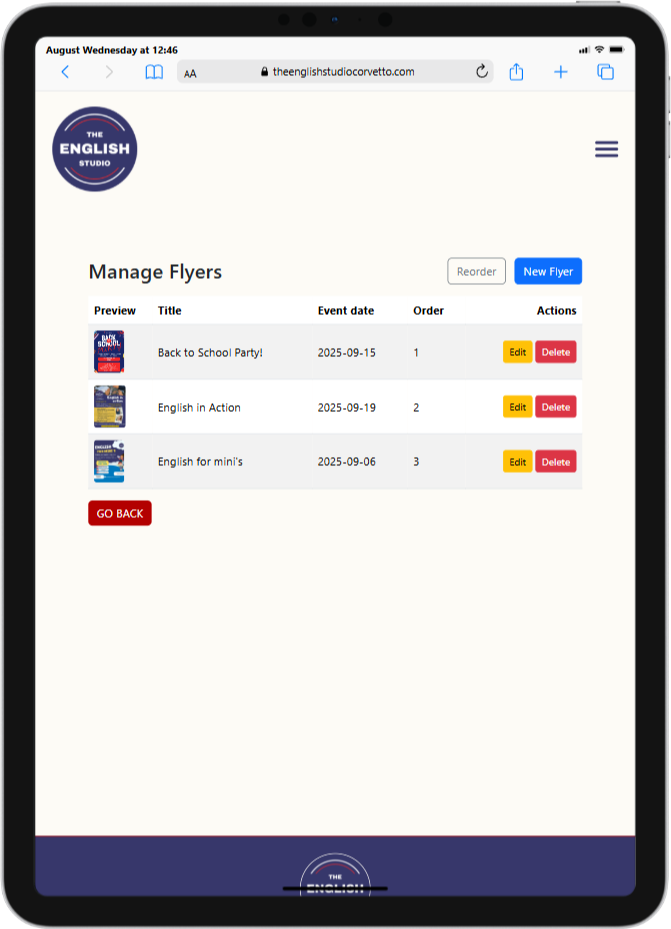 August Wednesday at 12:46
AA theenglishstudiocorvetto.com
THE
ENGLISH
STUDIO
Manage Flyers Reorder New Flyer
Preview Title Event date Order Actions
BACK
SCHOOL
Back to School Party! 2025-09-15 1 Edit Delete
English in Action 2025-09-19 2 Edit Delete
ENGLISH
English for mini's 2025-09-06 3 Edit Delete
GO BACK
THE
ENGLISH